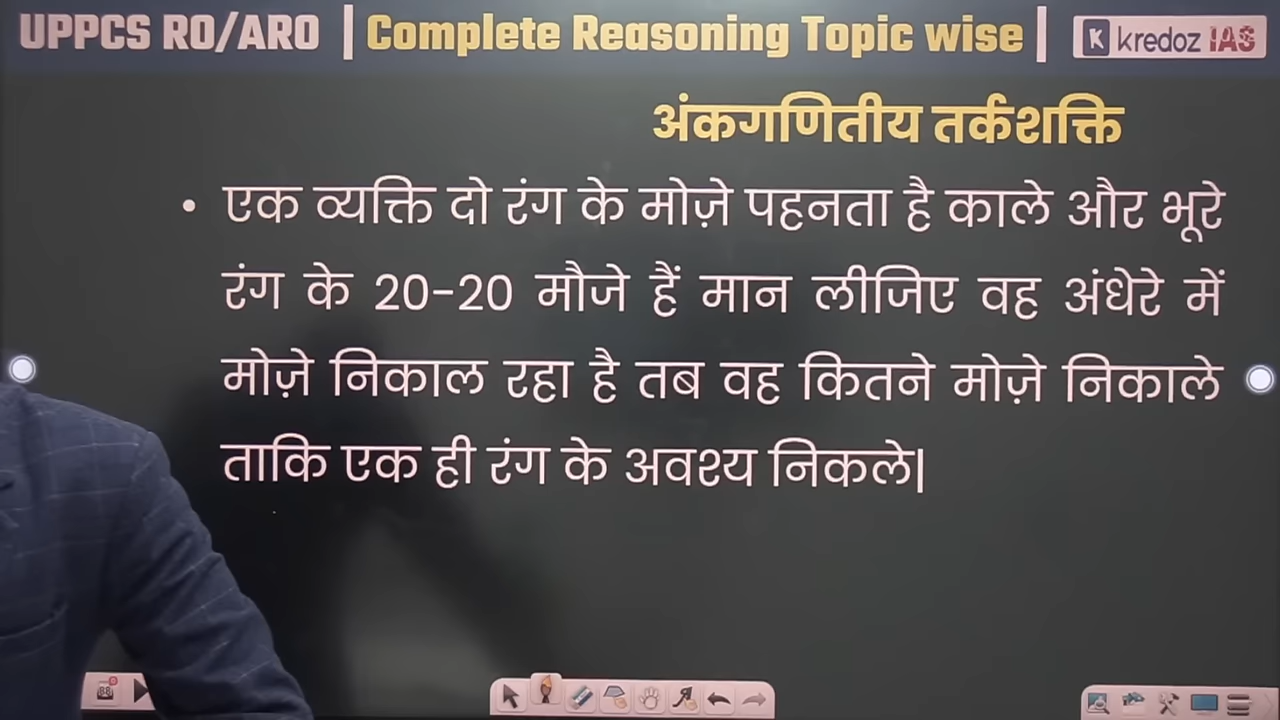 UPPCS RO/ARO | Complete Reasoning Topic wise | K kredoz IAS
अंकगणितीय तर्कशक्ति
• एक व्यक्ति दो रंग के मोज़े पहनता है काले और भूरे
रंग के 20-20 मौजे हैं मान लीजिए वह अंधेरे में
मोज़े निकाल रहा है तब वह कितने मोज़े निकाले
ताकि एक ही रंग के अवश्य निकले|